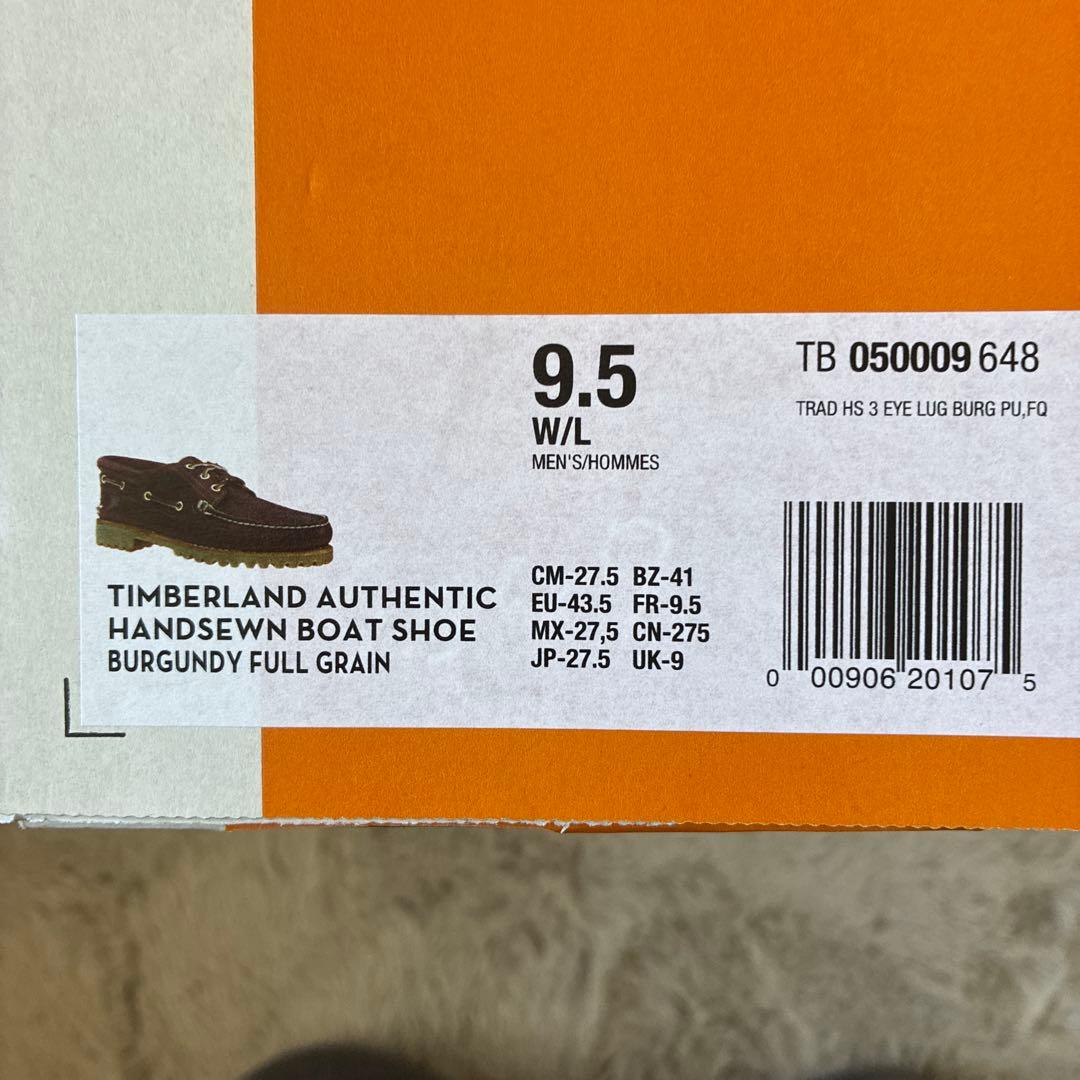 9.5
W/L
MEN'S/HOMMES
TB 050009 648
TRAD HS 3 EYE LUG BURG PU,FQ
TIMBERLAND AUTHENTIC
HANDSEWN BOAT SHOE
BURGUNDY FULL GRAIN
CM-27.5 BZ-41
EU-43.5 FR-9.5
MX-27,5 CN-275
JP-27.5 UK-9
0 00906 20107 5